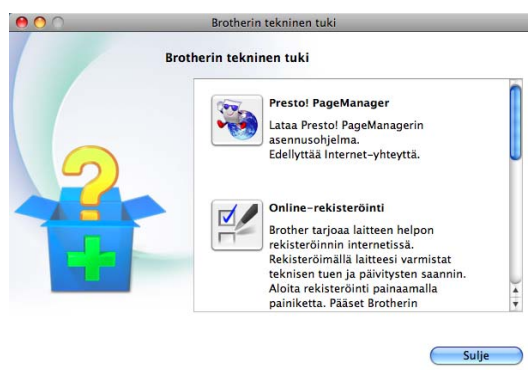 Brotherin tekninen tuki
Brotherin tekninen tuki
Presto! PageManager
Lataa Presto! PageManagerin
asennusohjelma.
Edellyttää Internet-yhteyttä.
Online-rekisteröinti
Brother tarjoaa laitteen helpon
rekisteröinnin internetissä.
Rekisteröimällä laitteesi varmistat
teknisen tuen ja päivitysten saannin.
Aloita rekisteröinti painaamalla
painiketta. Pääset Brotherin
Sulje